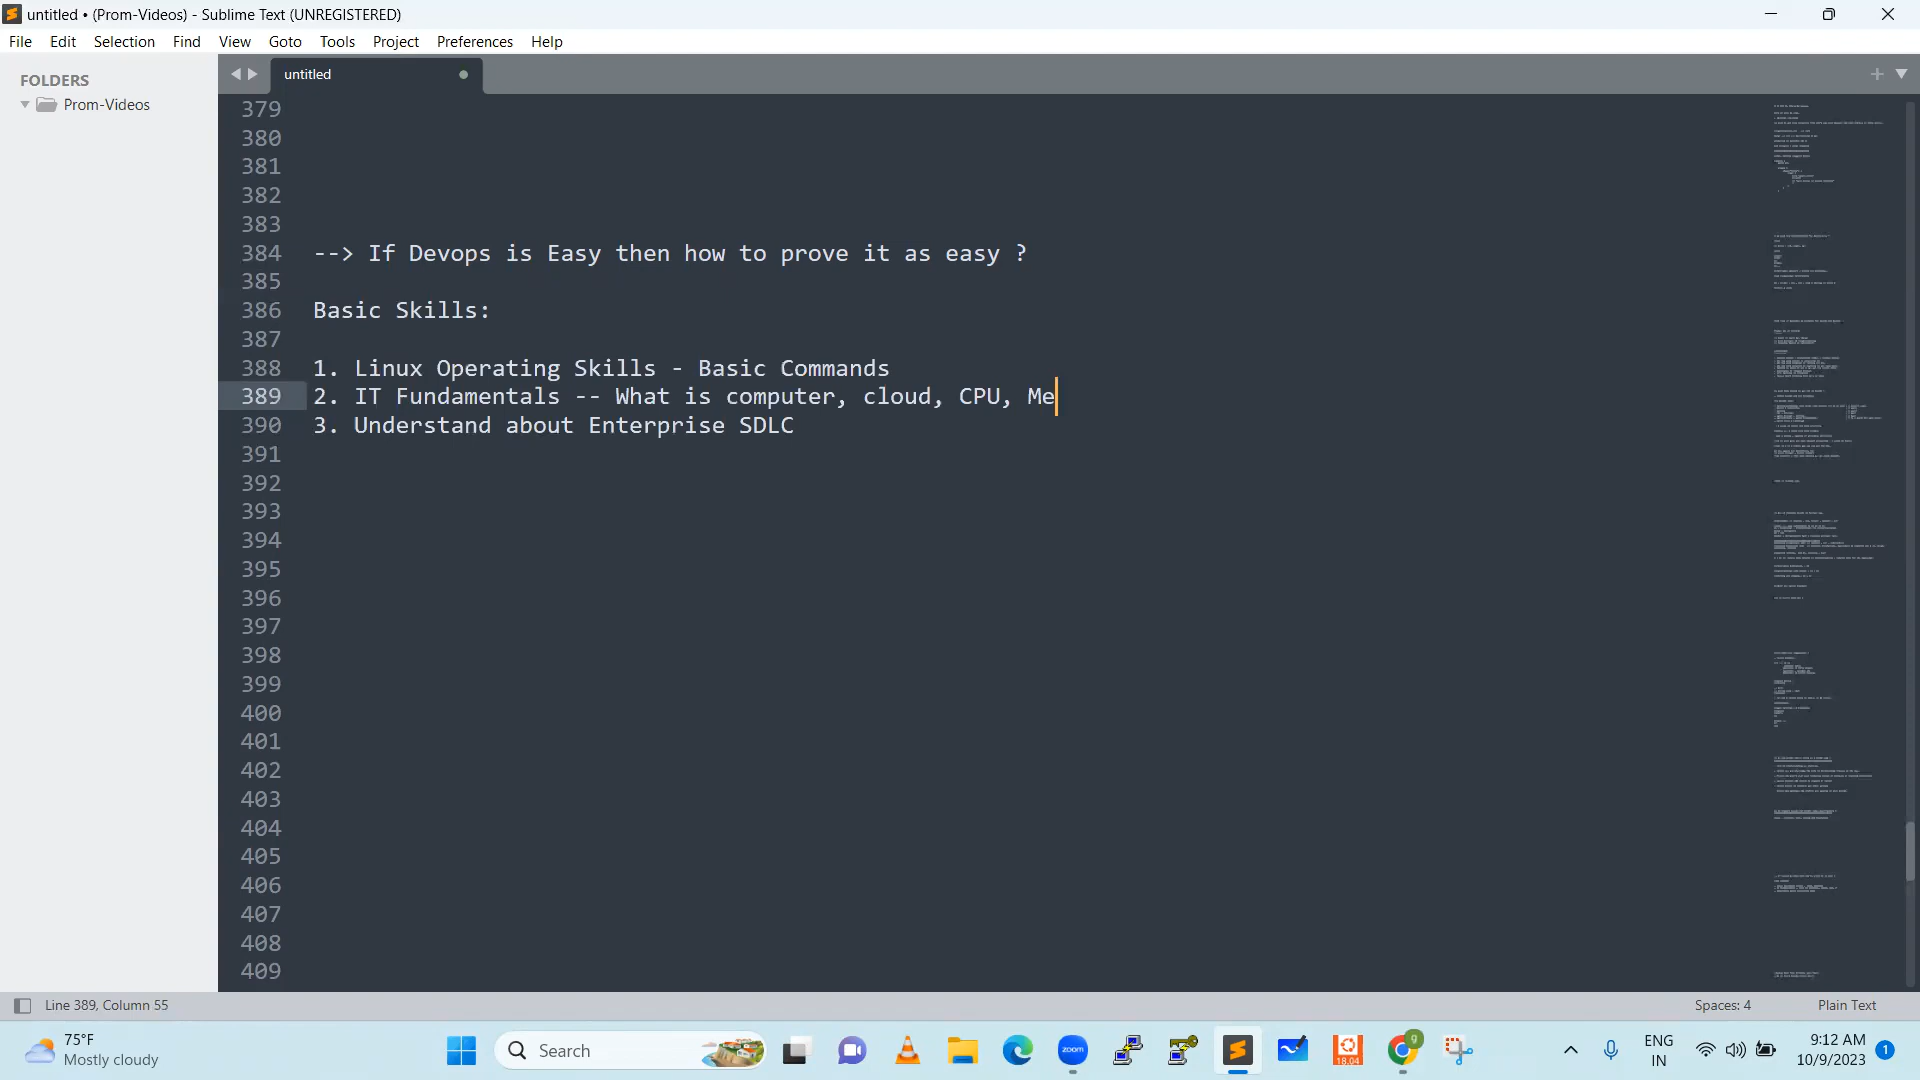 untitled • (Prom-Videos) - Sublime Text (UNREGISTERED)
File Edit Selection Find View Goto Tools Project Preferences Help
FOLDERS
Prom-Videos
untitled
379
380
381
382
383
384 --> If Devops is Easy then how to prove it as easy ?
385
386 Basic Skills:
387
388 1. Linux Operating Skills - Basic Commands
389 2. IT Fundamentals -- What is computer, cloud, CPU, Me
390 3. Understand about Enterprise SDLC
391
392
393
394
395
396
397
398
399
400
401
402
403
404
405
406
407
408
409
Line 389, Column 55
Spaces: 4
Plain Text
75°F
Mostly cloudy
Search
zoom
18.04
9
ENG
IN
9:12 AM
10/9/2023
1